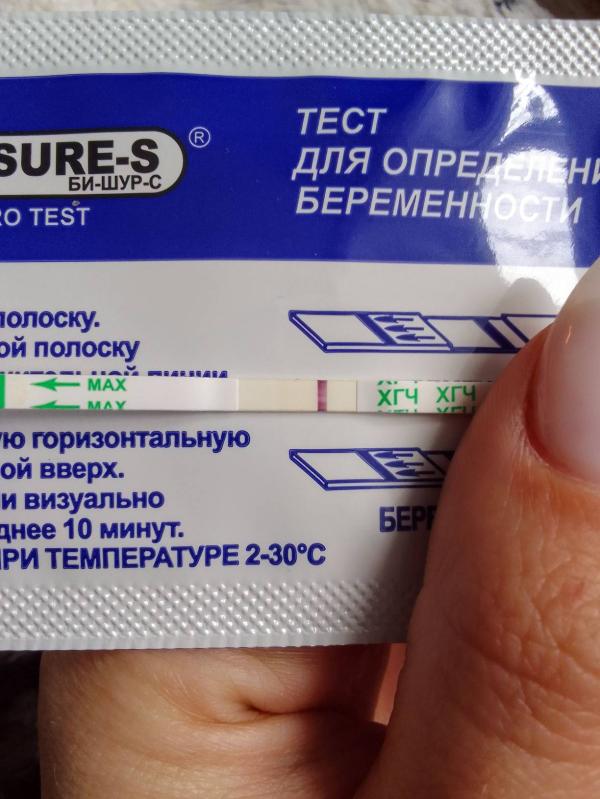 SURE-S
®
БИ-ШУР-С
RO TEST
ТЕСТ
ДЛЯ ОПРЕДЕЛЕНИ
БЕРЕМЕННОСТИ
полоску.
ой полоску
MAX
MAX
ХГЧ ХГЧ
ую горизонтальную
ой вверх.
и визуально
днее 10 минут.
РИ ТЕМПЕРАТУРЕ 2-30°С
БЕР